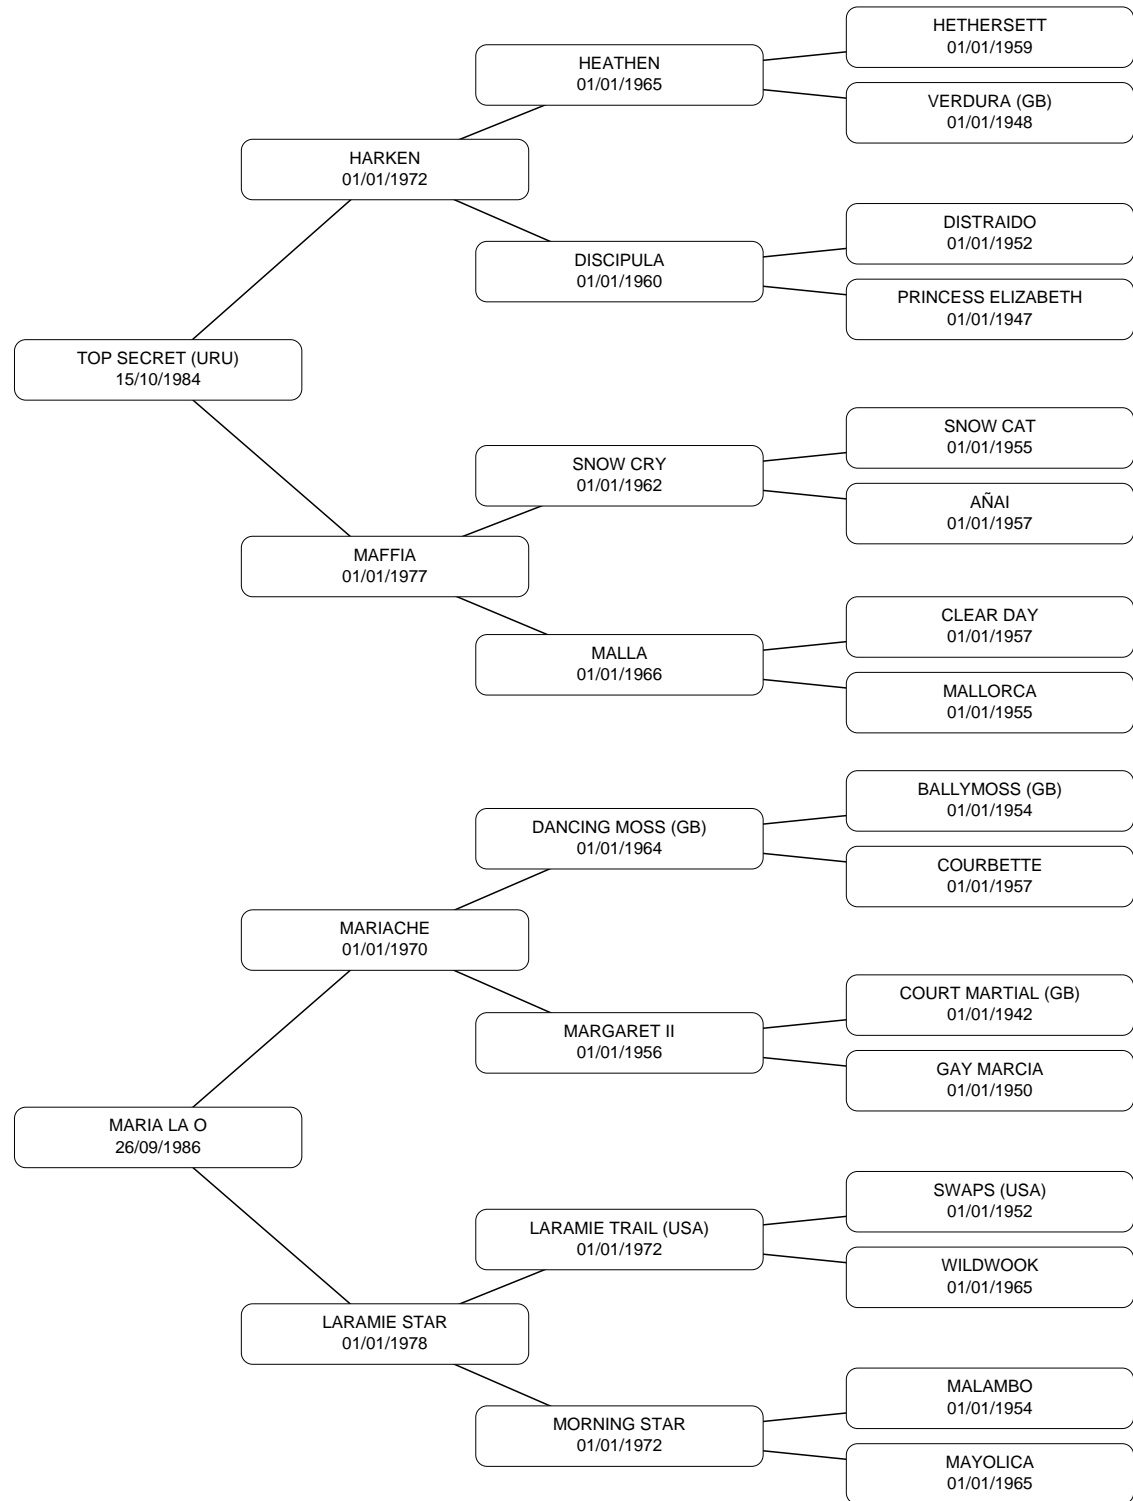 HETHERSETT
01/01/1959
HEATHEN
01/01/1965
VERDURA (GB)
01/01/1948
HARKEN
01/01/1972
DISTRAIDO
01/01/1952
DISCIPULA
01/01/1960
PRINCESS ELIZABETH
01/01/1947
TOP SECRET (URU)
15/10/1984
SNOW CAT
01/01/1955
SNOW CRY
01/01/1962
AÑAI
01/01/1957
MAFFIA
01/01/1977
CLEAR DAY
01/01/1957
MALLA
01/01/1966
MALLORCA
01/01/1955
BALLYMOSS (GB)
01/01/1954
DANCING MOSS (GB)
01/01/1964
COURBETTE
01/01/1957
MARIACHE
01/01/1970
COURT MARTIAL (GB)
01/01/1942
MARGARET II
01/01/1956
GAY MARCIA
01/01/1950
MARIA LA O
26/09/1986
SWAPS (USA)
01/01/1952
LARAMIE TRAIL (USA)
01/01/1972
WILDWOOK
01/01/1965
LARAMIE STAR
01/01/1978
MALAMBO
01/01/1954
MORNING STAR
01/01/1972
MAYOLICA
01/01/1965